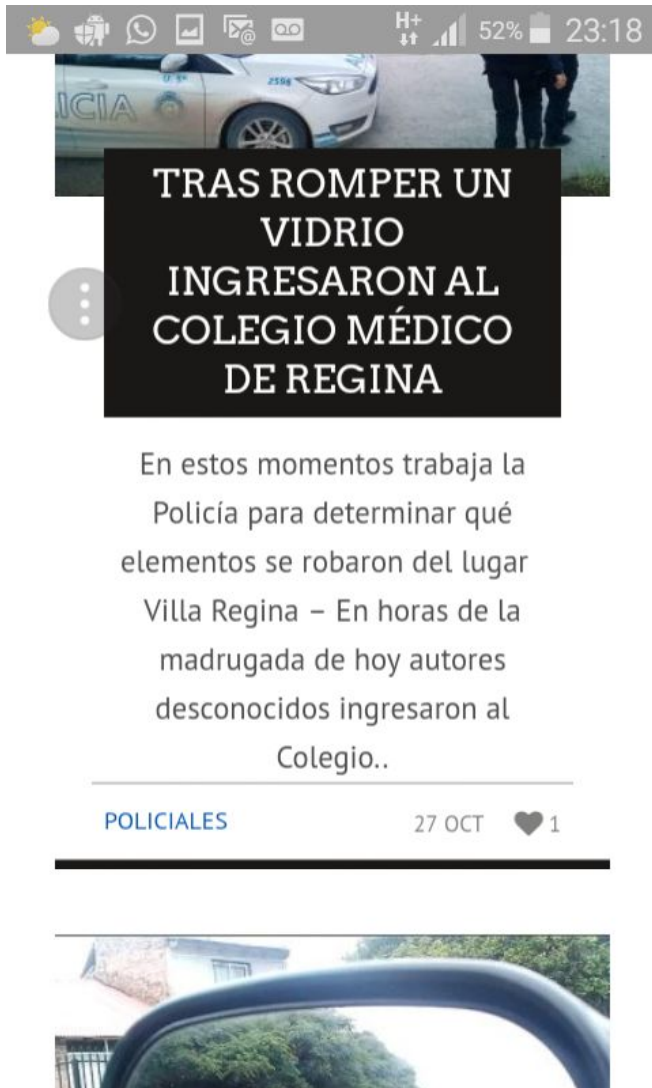 H+ 52% 23:18
ICIA
2596
TRAS ROMPER UN
VIDRIO
INGRESARON AL
COLEGIO MÉDICO
DE REGINA
En estos momentos trabaja la
Policía para determinar qué
elementos se robaron del lugar
Villa Regina – En horas de la
madrugada de hoy autores
desconocidos ingresaron al
Colegio..
POLICIALES 27 OCT 1